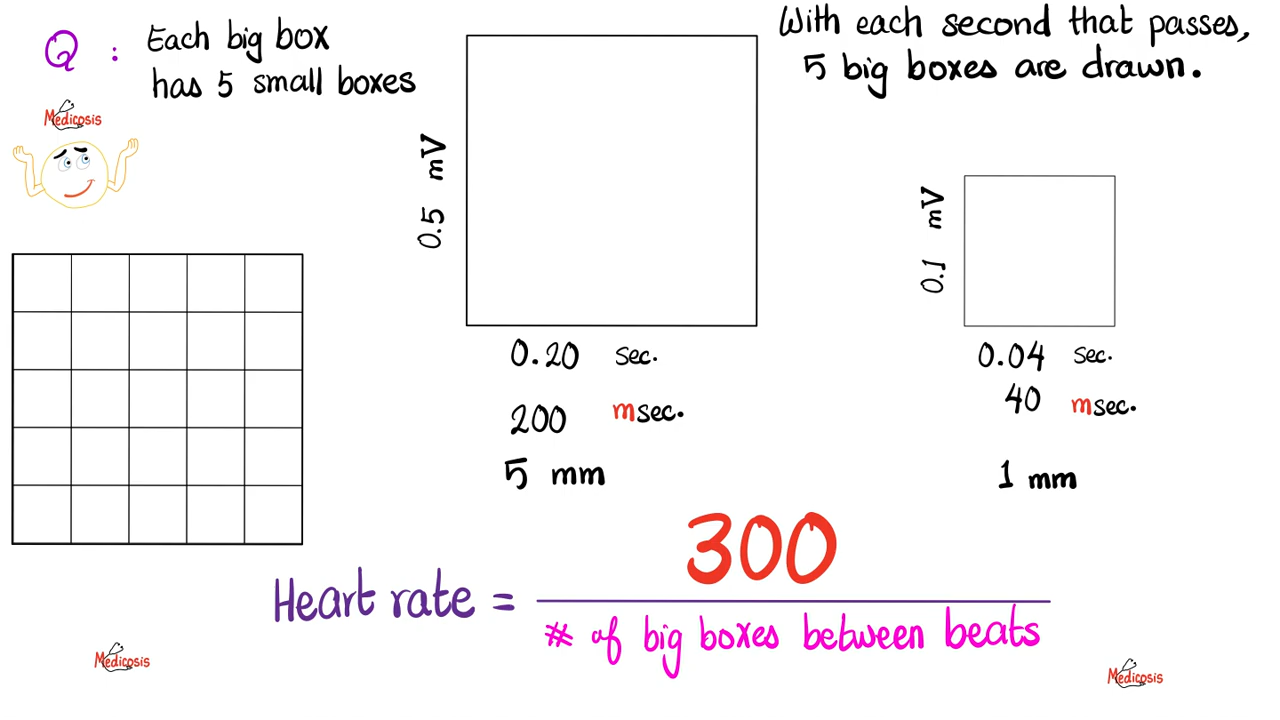 Q : Each big box
has 5 small boxes
Medicosis
With each second that passes,
5 big boxes are drawn.
0.5 mV
0.20 sec.
200 msec.
5 mm
0.1 mV
0.04 sec.
40 msec.
1 mm
300
Heart rate =
# of big boxes between beats
Medicosis
Medicosis